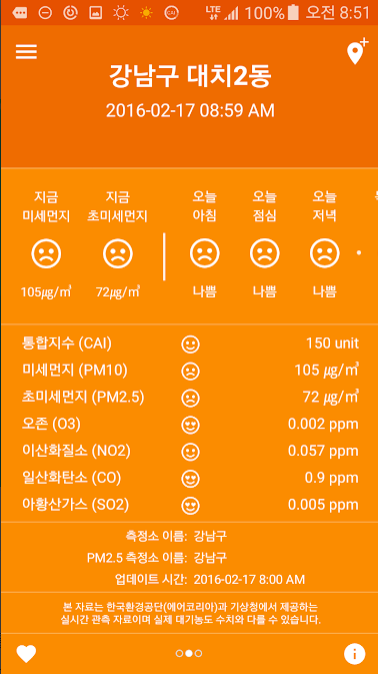 LTE 100% 오전 8:51
강남구 대치2동
2016-02-17 08:59 AM
지금 지금 오늘 오늘 오늘
미세먼지 초미세먼지 아침 점심 저녁
105㎍/㎥ 72㎍/㎥ 나쁨 나쁨 나쁨
통합지수 (CAI) 150 unit
미세먼지 (PM10) 105 ㎍/㎥
초미세먼지 (PM2.5) 72 ㎍/㎥
오존 (O3) 0.002 ppm
이산화질소 (NO2) 0.057 ppm
일산화탄소 (CO) 0.9 ppm
아황산가스 (SO2) 0.005 ppm
측정소 이름: 강남구
PM2.5 측정소 이름: 강남구
업데이트 시간: 2016-02-17 8:00 AM
본 자료는 한국환경공단(에어코리아)과 기상청에서 제공하는
실시간 관측 자료이며 실제 대기농도 수치와 다를 수 있습니다.